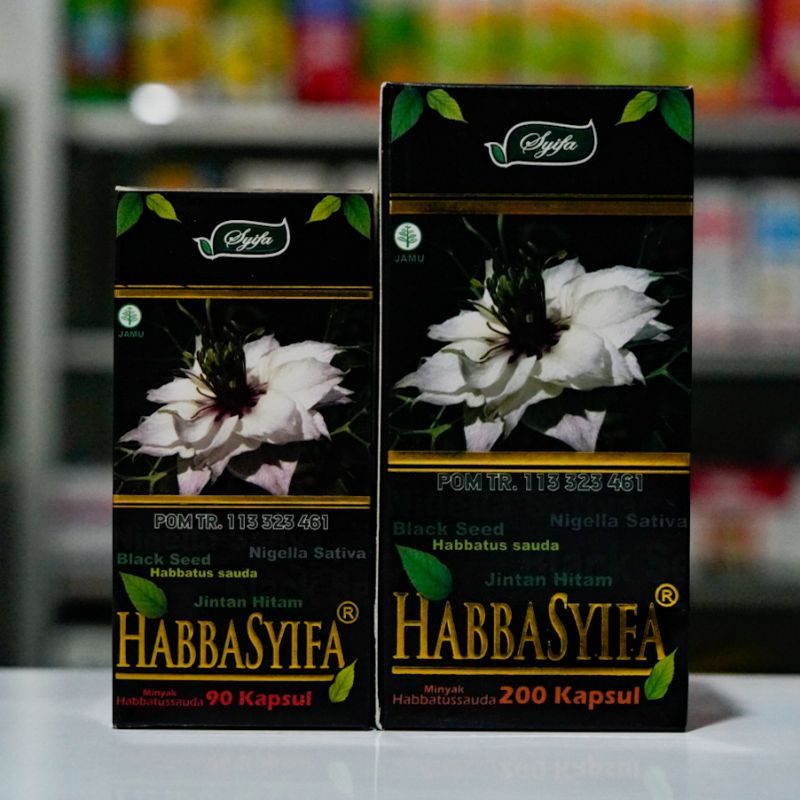 Syifa
JAMU
POM TR. 113 323 461
Black Seed
Nigella Sativa
Habbatus sauda
Jintan Hitam
HABBASYIFA®
Minyak
Habbatussauda 90 Kapsul
Syifa
JAMU
POM TR. 113 323 461
Black Seed
Nigella Sativa
Habbatus sauda
Jintan Hitam
HABBASYIFA®
Minyak
Habbatussauda 200 Kapsul